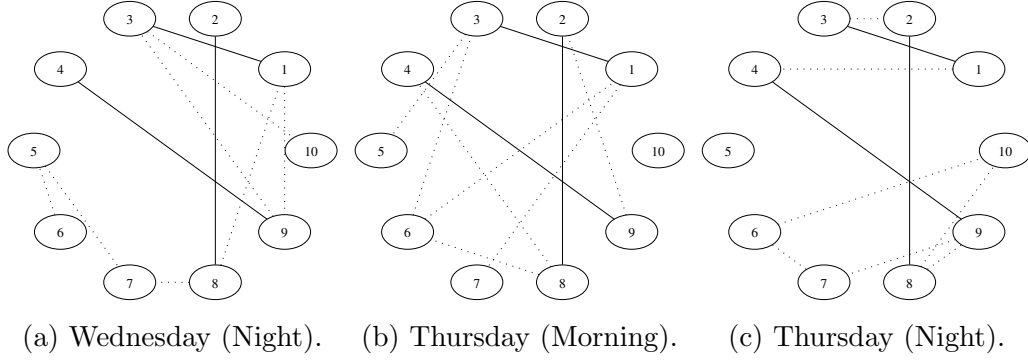 3 2 3 2 3 2
4 1 4 1 4 1
5 10 5 10 5 10
6 9 6 9 6 9
7 8 7 8 7 8
(a) Wednesday (Night). (b) Thursday (Morning). (c) Thursday (Night).